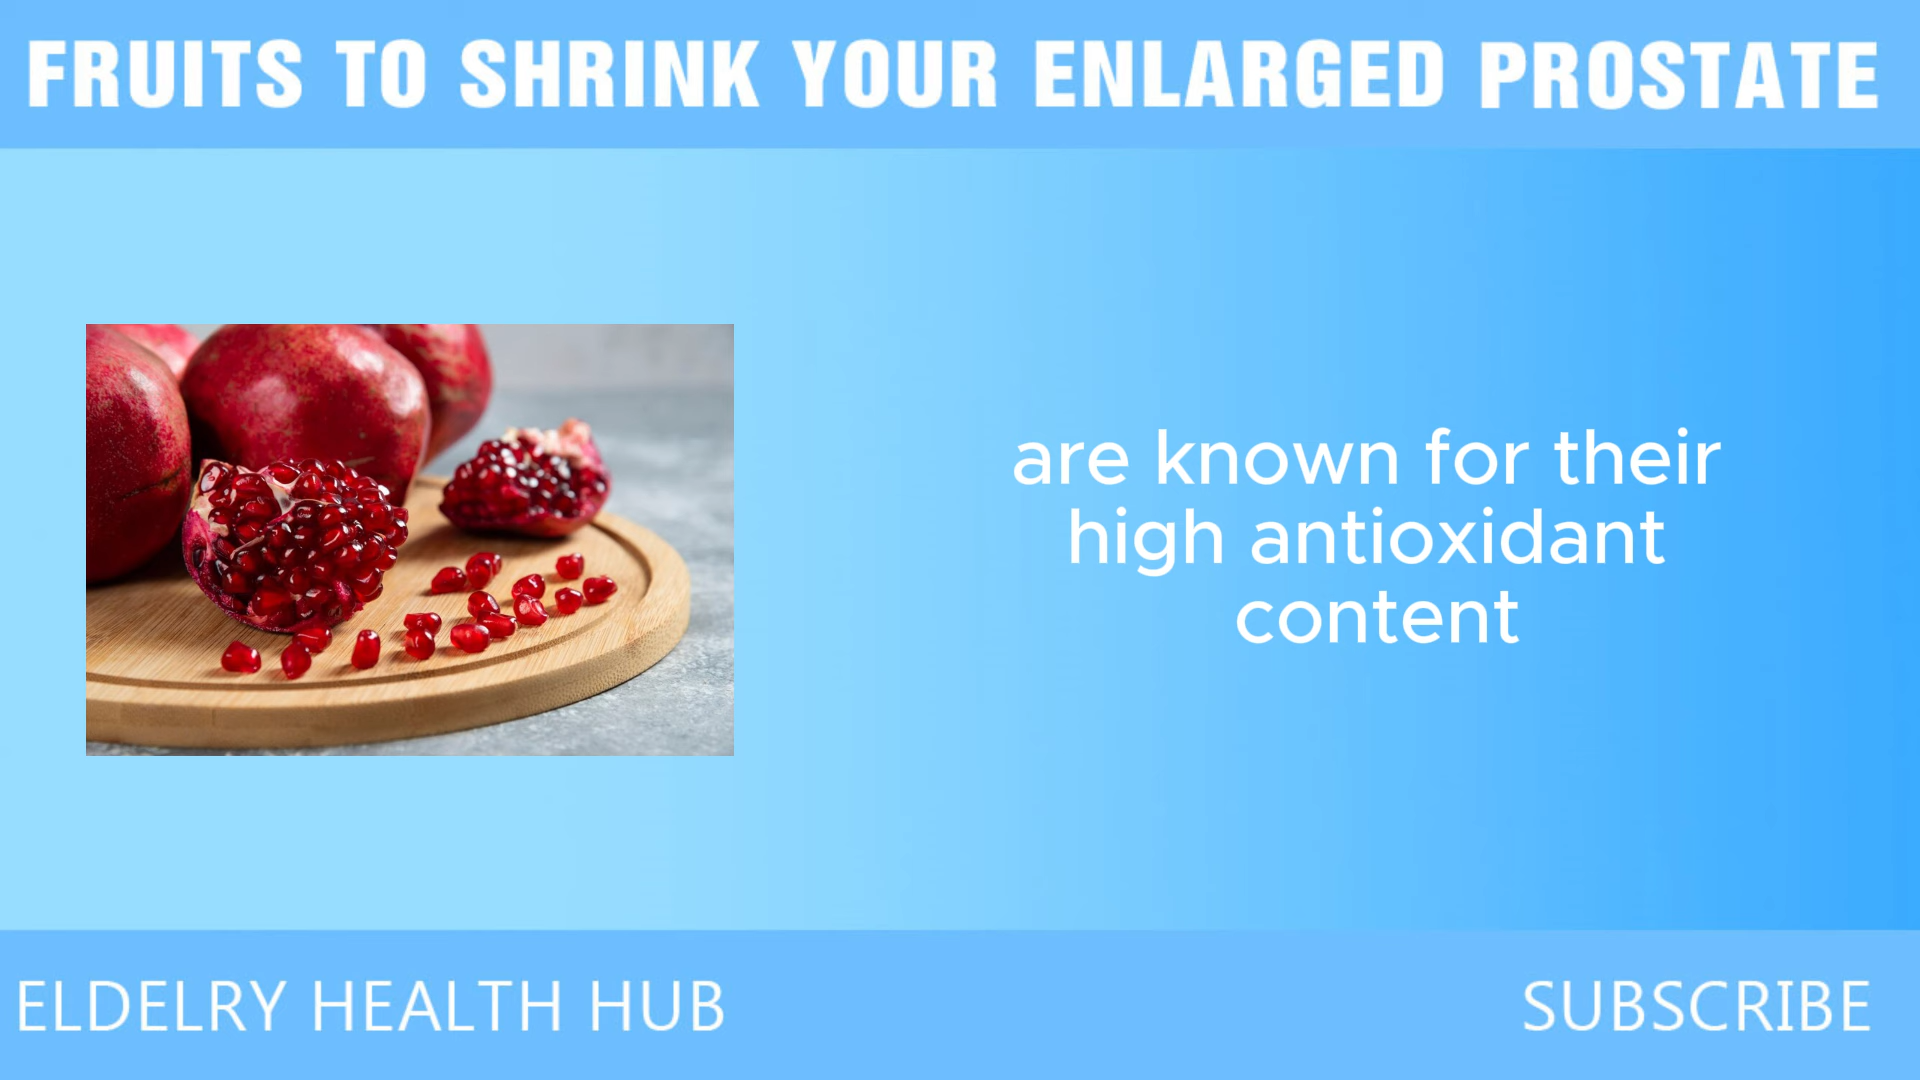 FRUITS TO SHRINK YOUR ENLARGED PROSTATE
are known for their
high antioxidant
content
ELDELRY HEALTH HUB
SUBSCRIBE